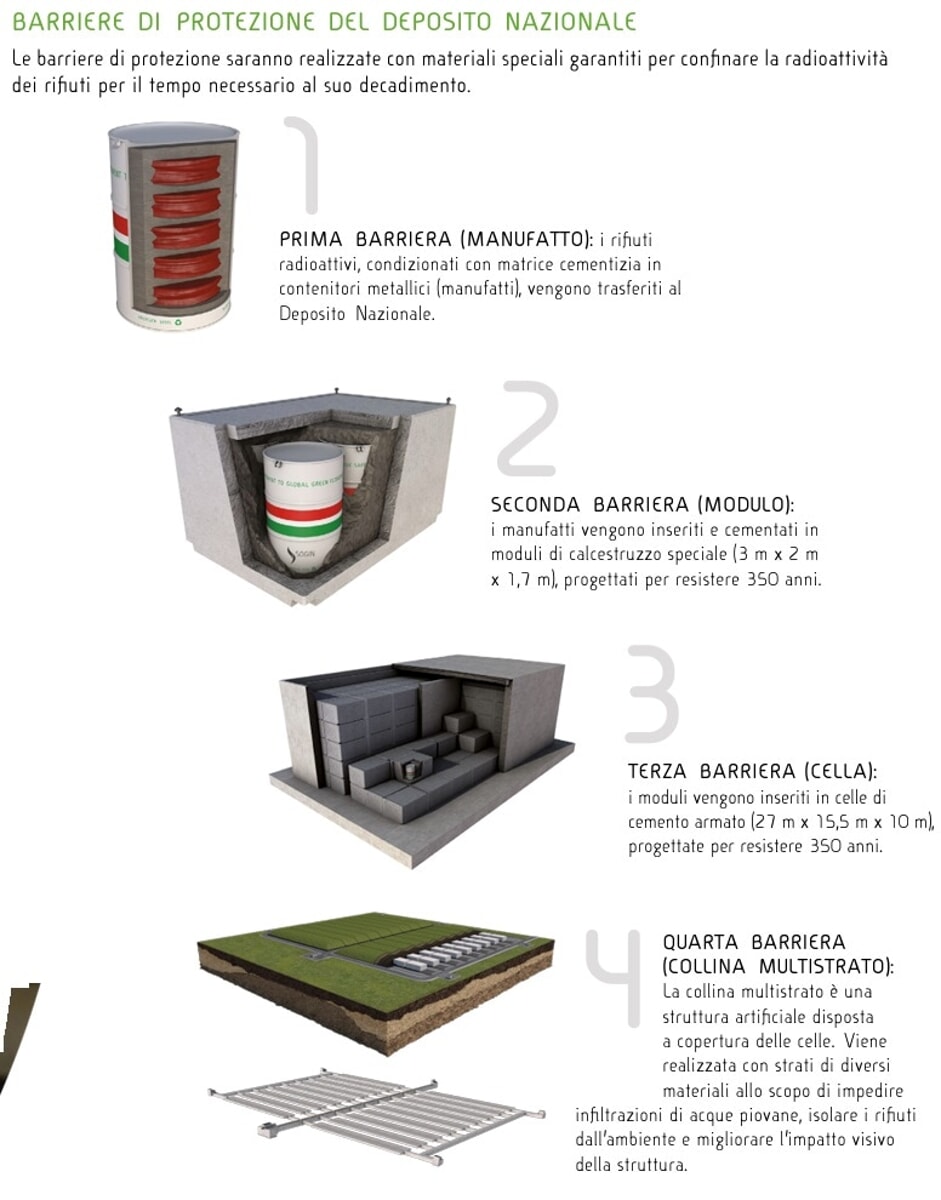 BARRIERE DI PROTEZIONE DEL DEPOSITO NAZIONALE
Le barriere di protezione saranno realizzate con materiali speciali garantiti per confinare la radioattività
dei rifiuti per il tempo necessario al suo decadimento.
1
PRIMA BARRIERA (MANUFATTO): i rifiuti
radioattivi, condizionati con matrice cementizia in
contenitori metallici (manufatti), vengono trasferiti al
Deposito Nazionale.
2
TO GLOBAL GREEN
SOGIN
SECONDA BARRIERA (MODULO):
i manufatti vengono inseriti e cementati in
moduli di calcestruzzo speciale (3 m x 2 m
x 1,7 m), progettati per resistere 350 anni.
3
TERZA BARRIERA (CELLA):
i moduli vengono inseriti in celle di
cemento armato (27 m x 15,5 m x 10 m),
progettate per resistere 350 anni.
4
QUARTA BARRIERA
(COLLINA MULTISTRATO):
La collina multistrato è una
struttura artificiale disposta
a copertura delle celle. Viene
realizzata con strati di diversi
materiali allo scopo di impedire
infiltrazioni di acque piovane, isolare i rifiuti
dall'ambiente e migliorare l'impatto visivo
della struttura.